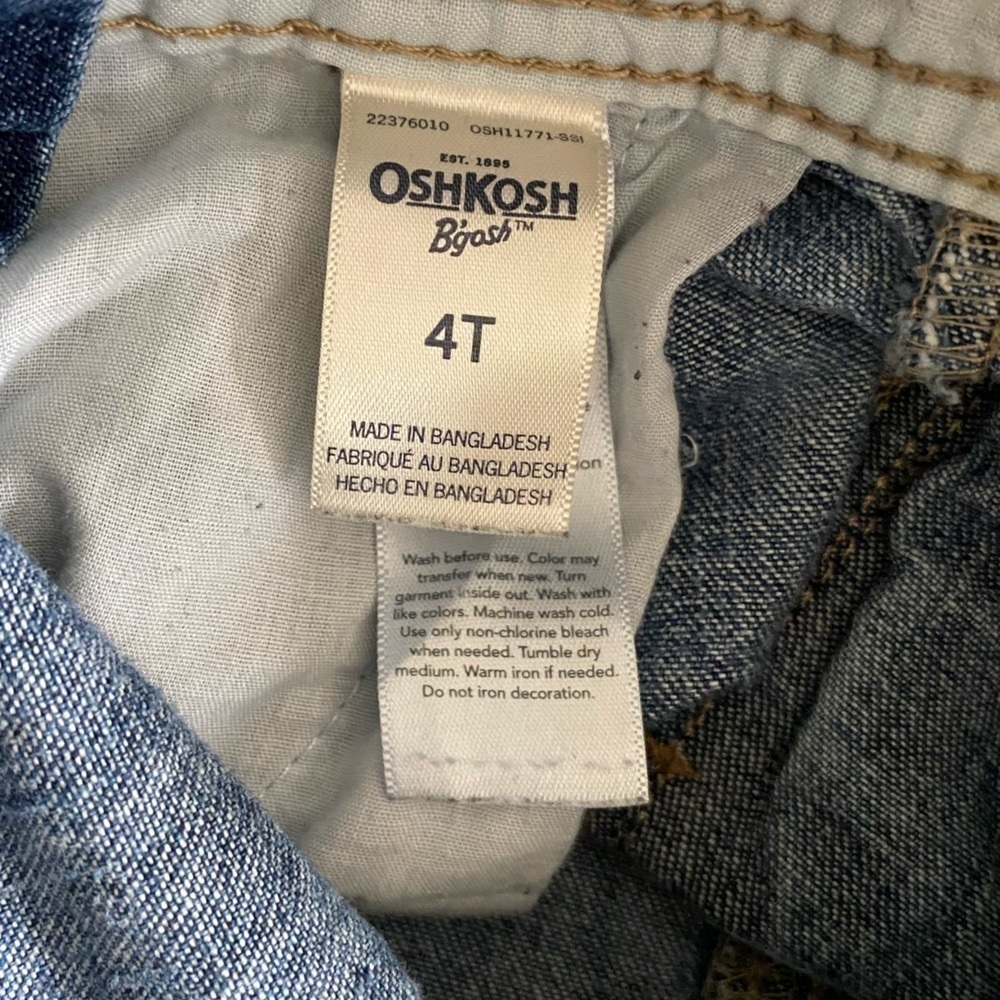 22376010 OSH11771-SSI
EST. 1895
OSHKOSH
B'gosh™
4T
MADE IN BANGLADESH
FABRIQUÉ AU BANGLADESH
HECHO EN BANGLADESH
Wash before use. Color may
transfer when new. Turn
garment inside out. Wash with
like colors. Machine wash cold.
Use only non-chlorine bleach
when needed. Tumble dry
medium. Warm iron if needed.
Do not iron decoration.